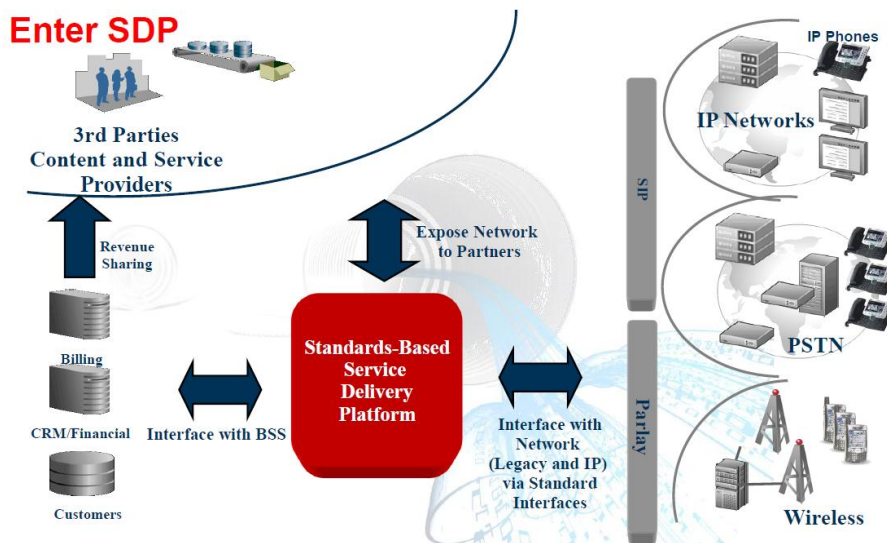 Enter SDP
3rd Parties
Content and Service
Providers
Revenue
Sharing
Billing
CRM/Financial
Customers
Interface with BSS
Expose Network
to Partners
Standards-Based
Service
Delivery
Platform
Interface with
Network
(Legacy and IP)
via Standard
Interfaces
SIP
Parlay
IP Phones
IP Networks
PSTN
Wireless